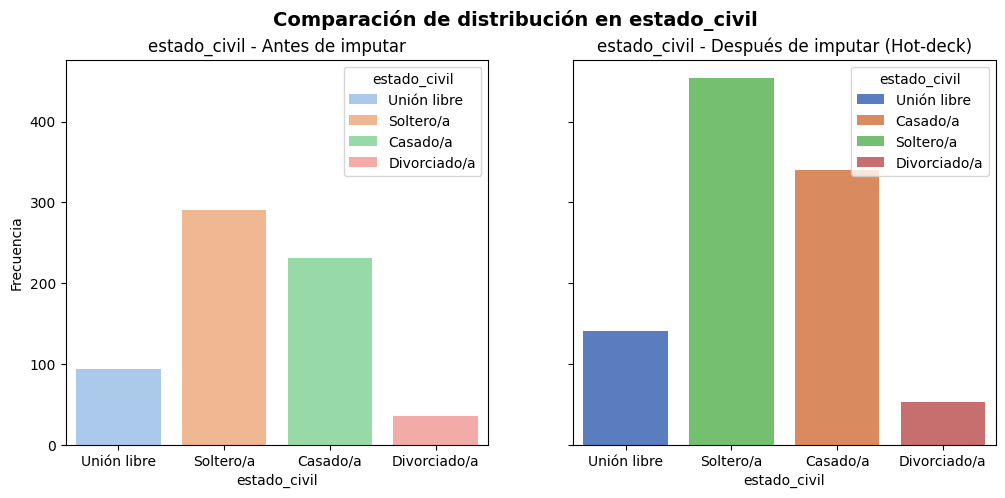 Comparación de distribución en estado_civil
estado_civil - Antes de imputar
estado_civil
Unión libre
Soltero/a
Casado/a
Divorciado/a
Frecuencia
400
300
200
100
0
Unión libre
Soltero/a
Casado/a
Divorciado/a
estado_civil
estado_civil - Después de imputar (Hot-deck)
estado_civil
Unión libre
Casado/a
Soltero/a
Divorciado/a
Unión libre
Soltero/a
Casado/a
Divorciado/a
estado_civil